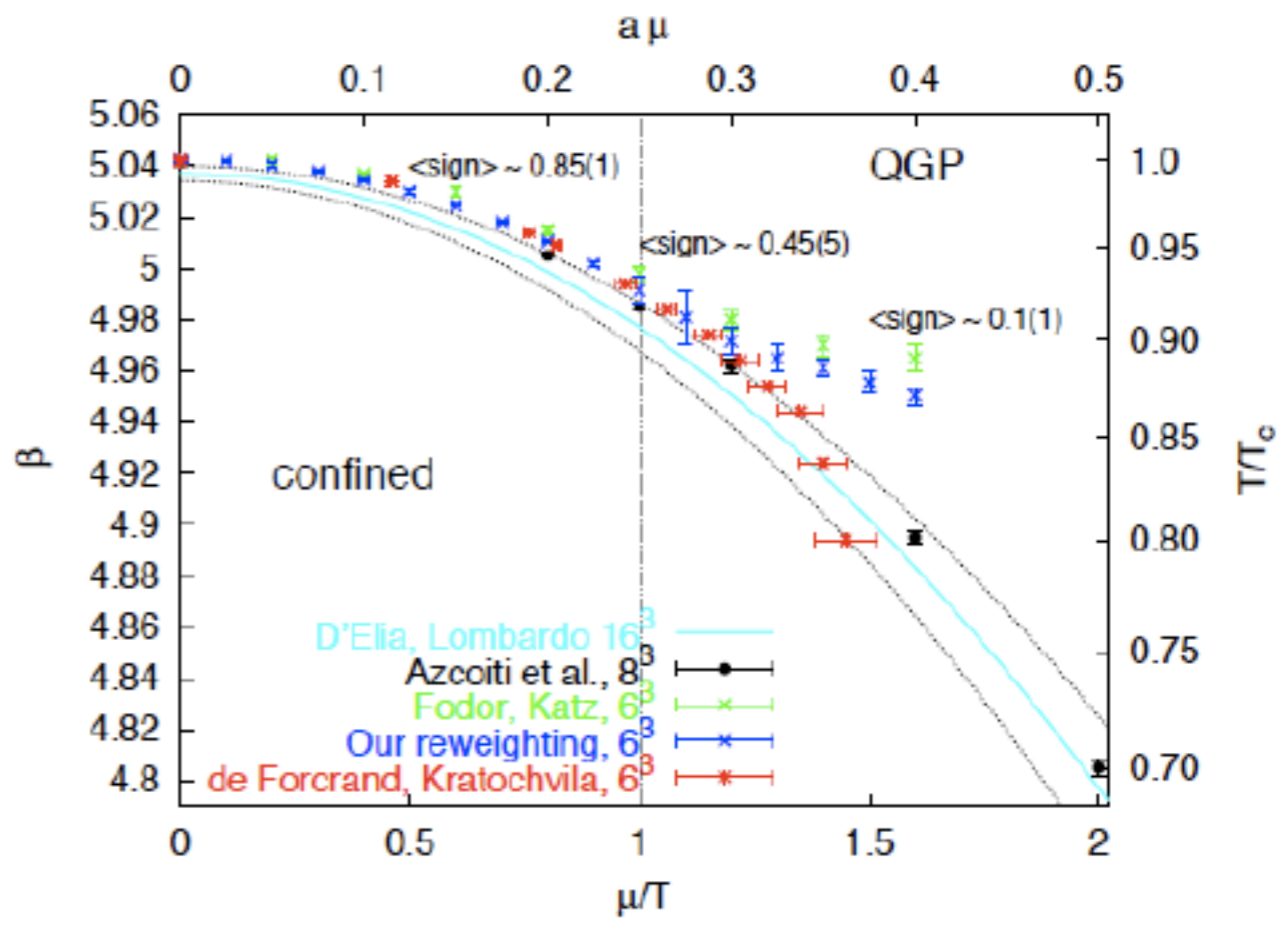 a μ
0 0.1 0.2 0.3 0.4 0.5
5.06
5.04
5.02
5
4.98
4.96
4.94
4.92
4.9
4.88
4.86
4.84
4.82
4.8
β
<sign> ~ 0.85(1)
QGP
<sign> ~ 0.45(5)
<sign> ~ 0.1(1)
confined
D'Elia, Lombardo 16³
Azcoiti et al., 8³
Fodor, Katz, 6³
Our reweighting, 6³
de Forcrand, Kratochvila, 6³
1.0
0.95
0.90
0.85
0.80
0.75
0.70
T/Tc
0 0.5 1 1.5 2
μ/T